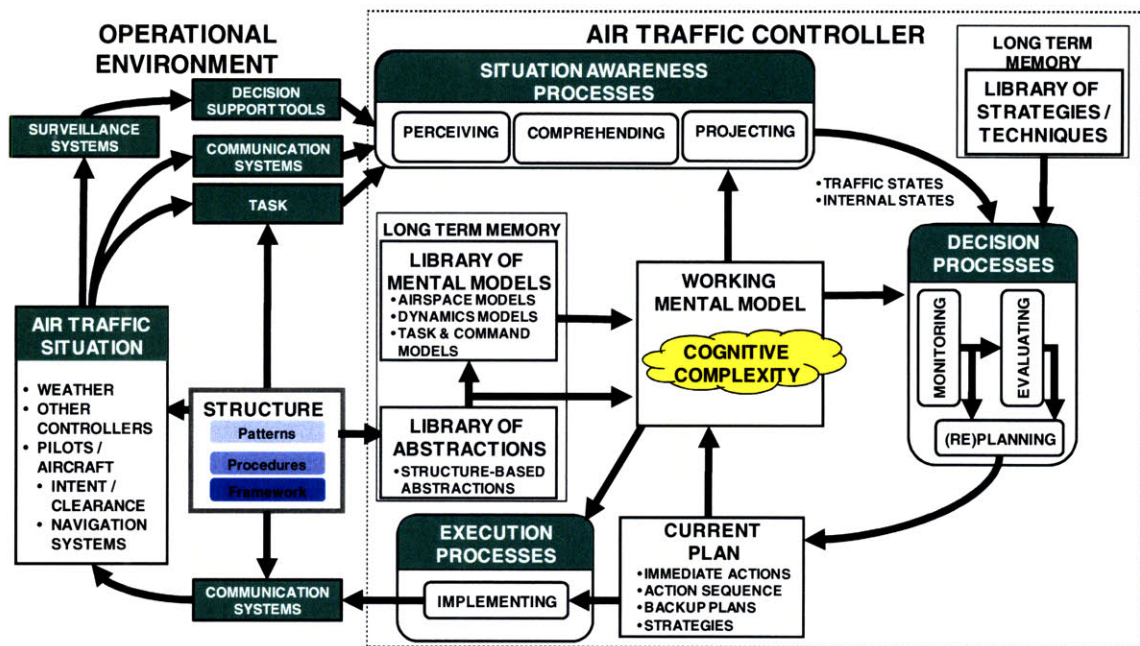 OPERATIONAL
ENVIRONMENT
DECISION
SUPPORT TOOLS
SURVEILLANCE
SYSTEMS
COMMUNICATION
SYSTEMS
TASK
AIR TRAFFIC
SITUATION
• WEATHER
• OTHER
CONTROLLERS
• PILOTS /
AIRCRAFT
• INTENT /
CLEARANCE
• NAVIGATION
SYSTEMS
STRUCTURE
Patterns
Procedures
Framework
COMMUNICATION
SYSTEMS
AIR TRAFFIC CONTROLLER
SITUATION AWARENESS
PROCESSES
PERCEIVING
COMPREHENDING
PROJECTING
LONG TERM
MEMORY
LIBRARY OF
STRATEGIES /
TECHNIQUES
• TRAFFIC STATES
• INTERNAL STATES
LONG TERM MEMORY
LIBRARY OF
MENTAL MODELS
• AIRSPACE MODELS
• DYNAMICS MODELS
• TASK & COMMAND
MODELS
LIBRARY OF
ABSTRACTIONS
• STRUCTURE-BASED
ABSTRACTIONS
WORKING
MENTAL MODEL
COGNITIVE
COMPLEXITY
DECISION
PROCESSES
MONITORING
EVALUATING
(RE)PLANNING
EXECUTION
PROCESSES
IMPLEMENTING
CURRENT
PLAN
• IMMEDIATE ACTIONS
• ACTION SEQUENCE
• BACKUP PLANS
• STRATEGIES